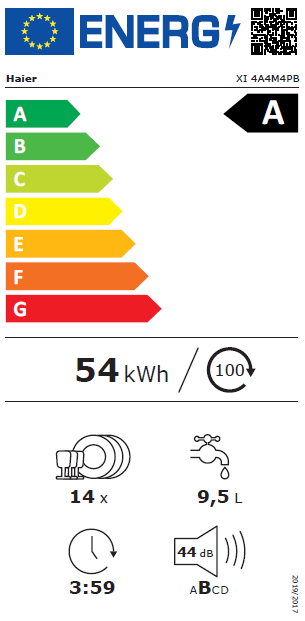 ENERG
Haier XI 4A4M4PB
A
A
B
C
D
E
F
G
54 kWh / 100
14 x 9,5 L
44 dB
3:59 ABCD
2019/2017